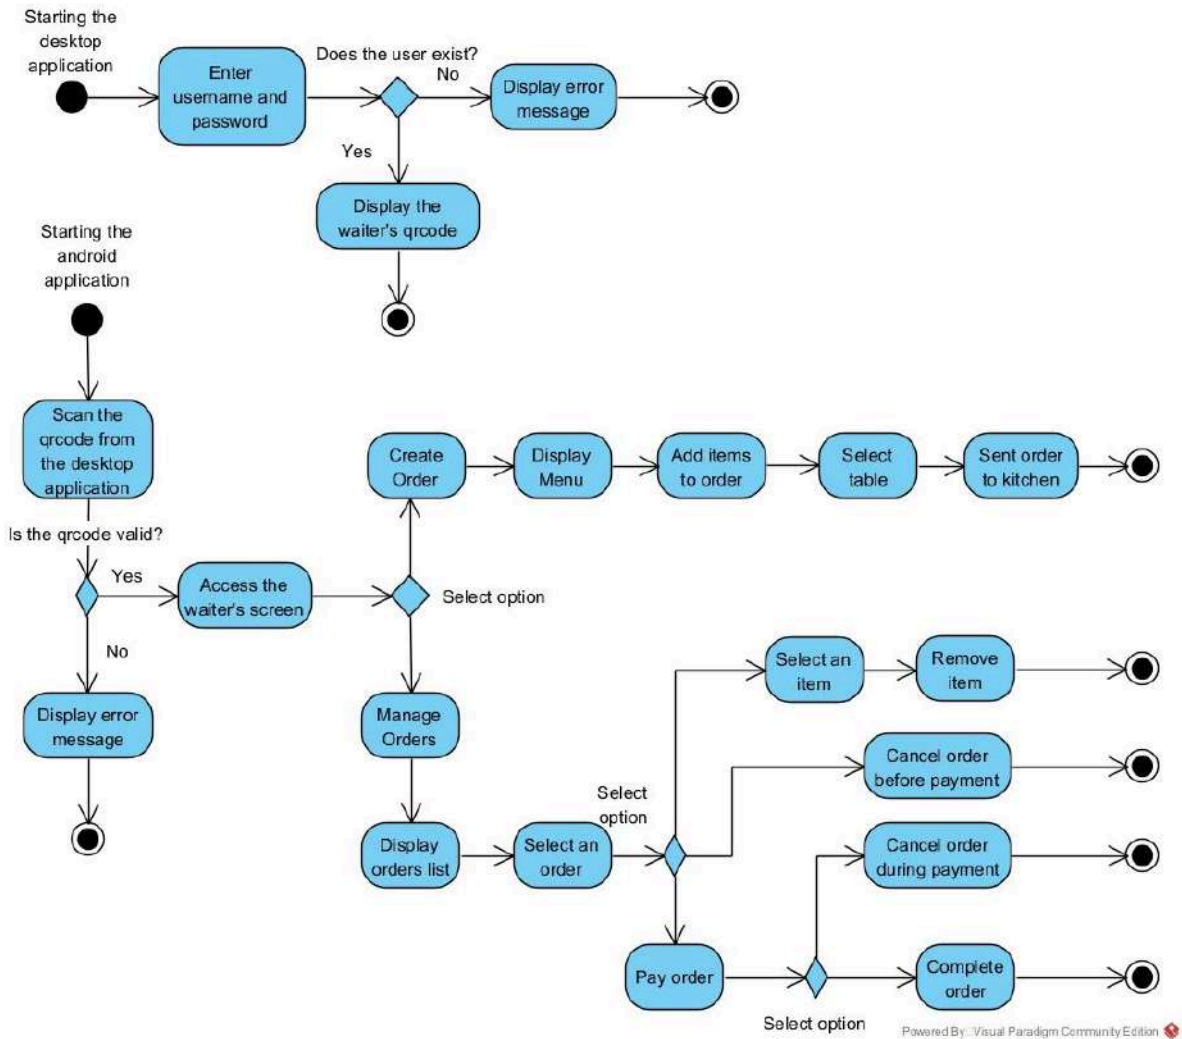 Starting the
desktop
application
Enter
username and
password
Does the user exist?
No
Display error
message
Yes
Display the
waiter's qrcode
Starting the
android
application
Scan the
qrcode from
the desktop
application
Is the qrcode valid?
Yes
No
Display error
message
Access the
waiter's screen
Select option
Create
Order
Display
Menu
Add items
to order
Select
table
Sent order
to kitchen
Manage
Orders
Display
orders list
Select an
order
Select
option
Select an
item
Remove
item
Cancel order
before payment
Cancel order
during payment
Pay order
Select option
Complete
order
Powered By: Visual Paradigm Community Edition